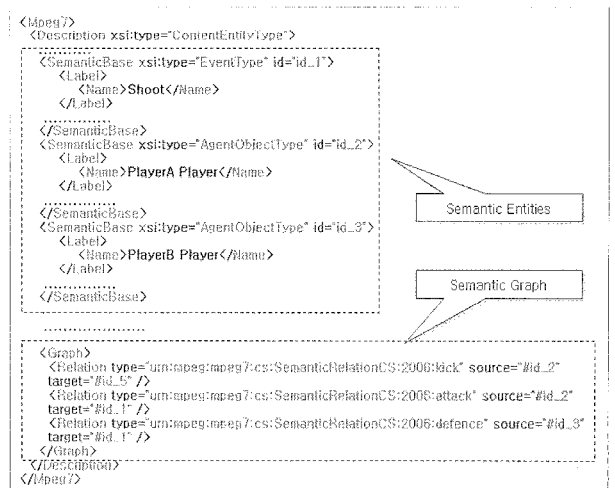 <Mpeg7>
<Description xsi:type="ContentEntityType">
............
<SemanticBase xsi:type="EventType" id="id_1">
<Label>
<Name>Shoot</Name>
</Label>
..............
</SemanticBase>
<SemanticBase xsi:type="AgentObjectType" id="id_2">
<Label>
<Name>PlayerA Player</Name>
</Label>
..............
</SemanticBase>
<SemanticBase xsi:type="AgentObjectType" id="id_3">
<Label>
<Name>PlayerB Player</Name>
</Label>
..............
</SemanticBase>
Semantic Entities
Semantic Graph
.....................
<Graph>
<Relation type="urn:mpeg:mpeg7:cs:SemanticRelationCS:2006:kick" source="#id_2"
target="#id_5" />
<Relation type="urn:mpeg:mpeg7:cs:SemanticRelationCS:2006:attack" source="#id_2"
target="#id_1" />
<Relation type="urn:mpeg:mpeg7:cs:SemanticRelationCS:2006:defence" source="#id_3"
target="#id_1" />
</Graph>
</Description>
</Mpeg7>